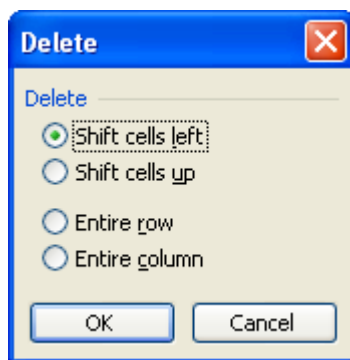 Delete
Delete
Shift cells left
Shift cells up
Entire row
Entire column
OK Cancel